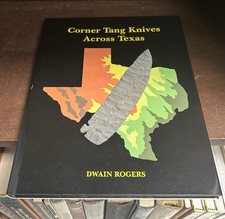 Corner Tang Knives
Across Texas
DWAIN ROGERS